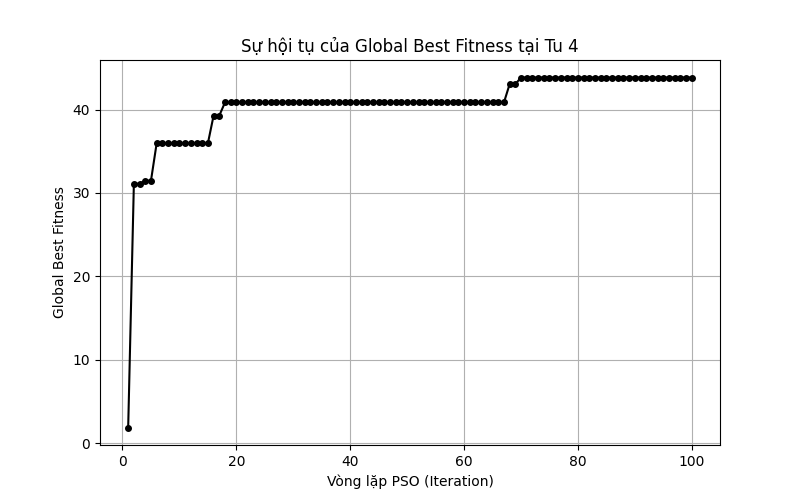 Sự hội tụ của Global Best Fitness tại Tu 4
Global Best Fitness
40
30
20
10
0
0 20 40 60 80 100
Vòng lặp PSO (Iteration)